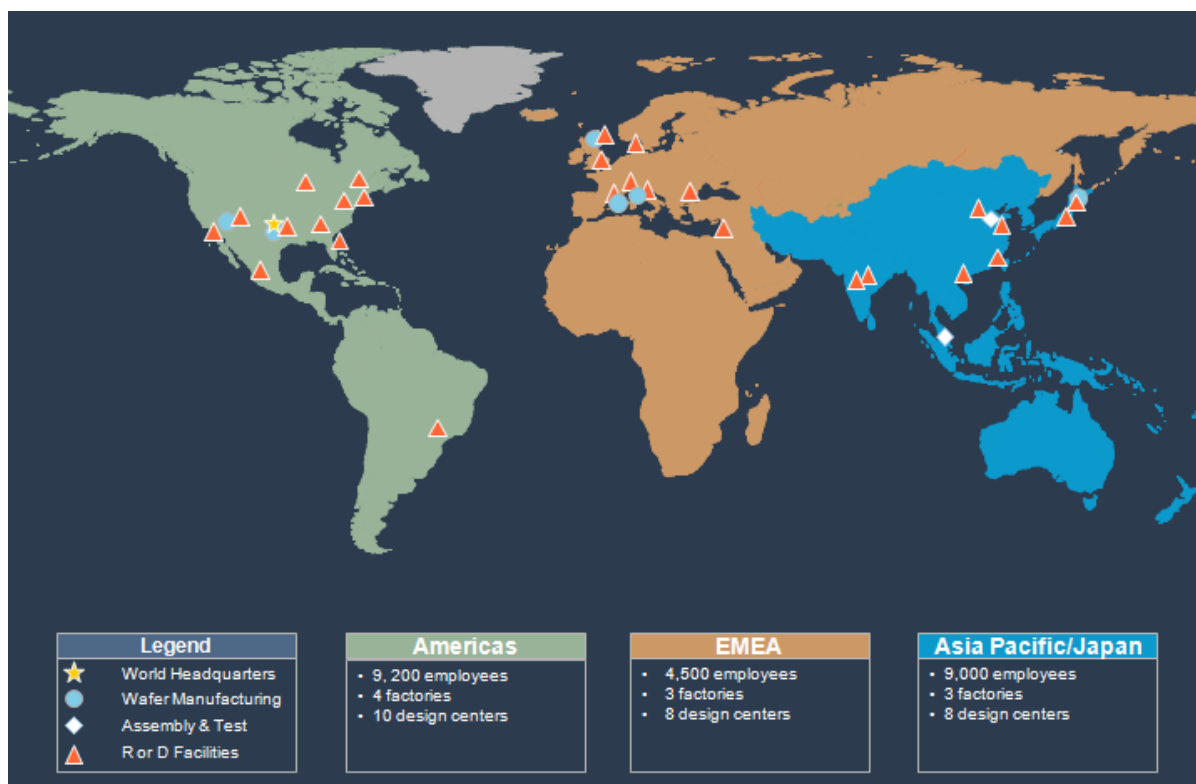 Legend
World Headquarters
Wafer Manufacturing
Assembly & Test
R or D Facilities
Americas
• 9, 200 employees
• 4 factories
• 10 design centers
EMEA
• 4,500 employees
• 3 factories
• 8 design centers
Asia Pacific/Japan
• 9,000 employees
• 3 factories
• 8 design centers